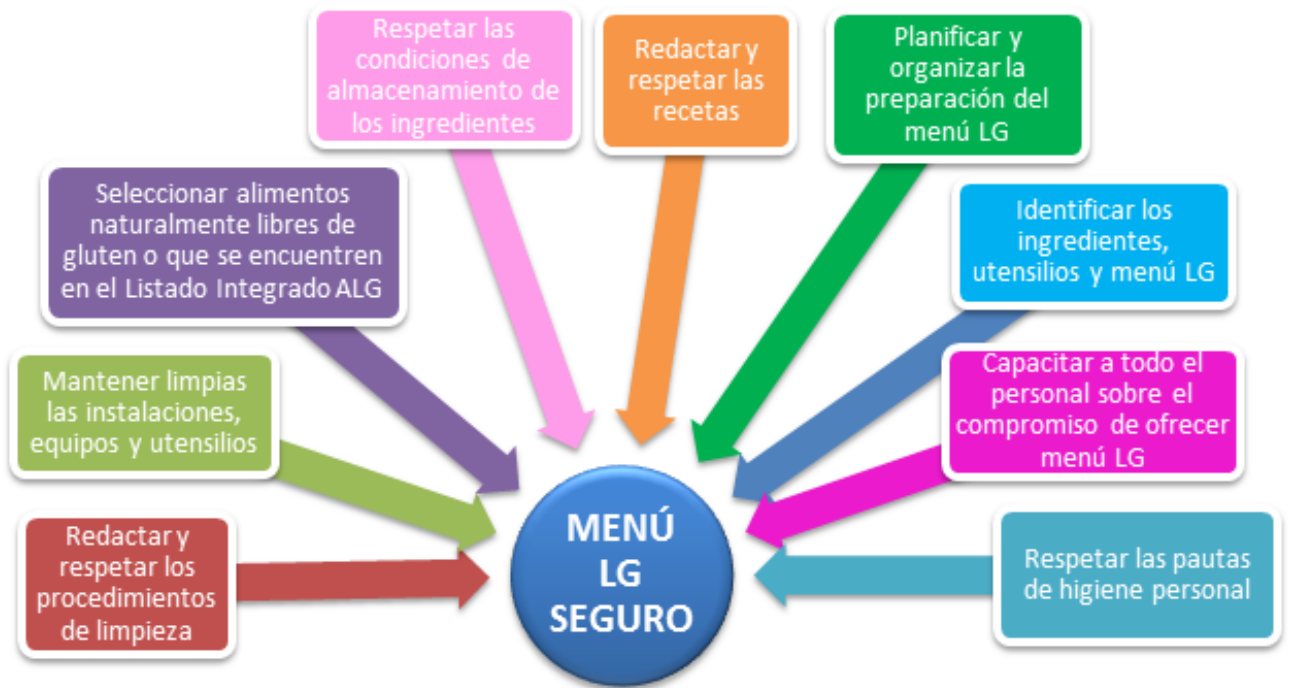 Respetar las
condiciones de
almacenamiento de
los ingredientes
Redactar y
respetar las
recetas
Planificar y
organizar la
preparación del
menú LG
Seleccionar alimentos
naturalmente libres de
gluten o que se encuentren
en el Listado Integrado ALG
Identificar los
ingredientes,
utensilios y menú LG
Mantener limpias
las instalaciones,
equipos y utensilios
Capacitar a todo el
personal sobre el
compromiso de ofrecer
menú LG
Redactar y
respetar los
procedimientos
de limpieza
MENÚ
LG
SEGURO
Respetar las pautas
de higiene personal